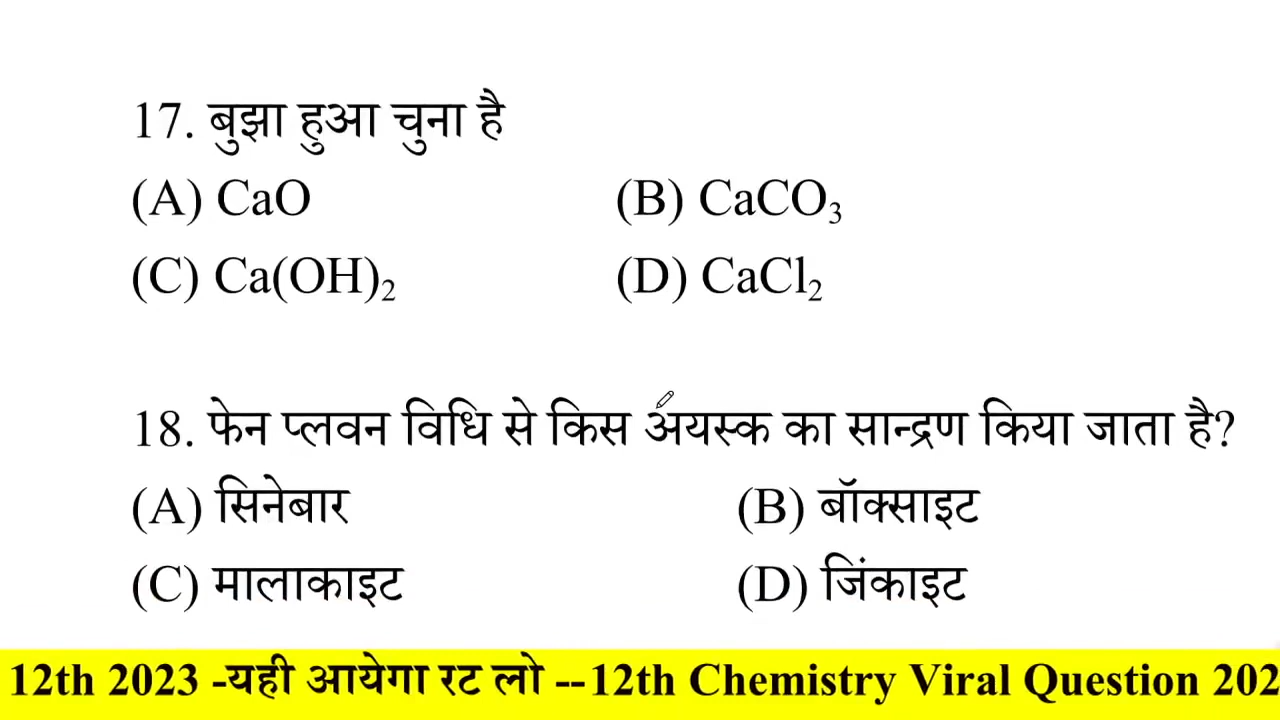 17. बुझा हुआ चुना है
(A) CaO (B) CaCO₃
(C) Ca(OH)₂ (D) CaCl₂
18. फेन प्लवन विधि से किस अयस्क का सान्द्रण किया जाता है?
(A) सिनेबार (B) बॉक्साइट
(C) मालाकाइट (D) जिंकाइट
12th 2023 -यही आयेगा रट लो --12th Chemistry Viral Question 202